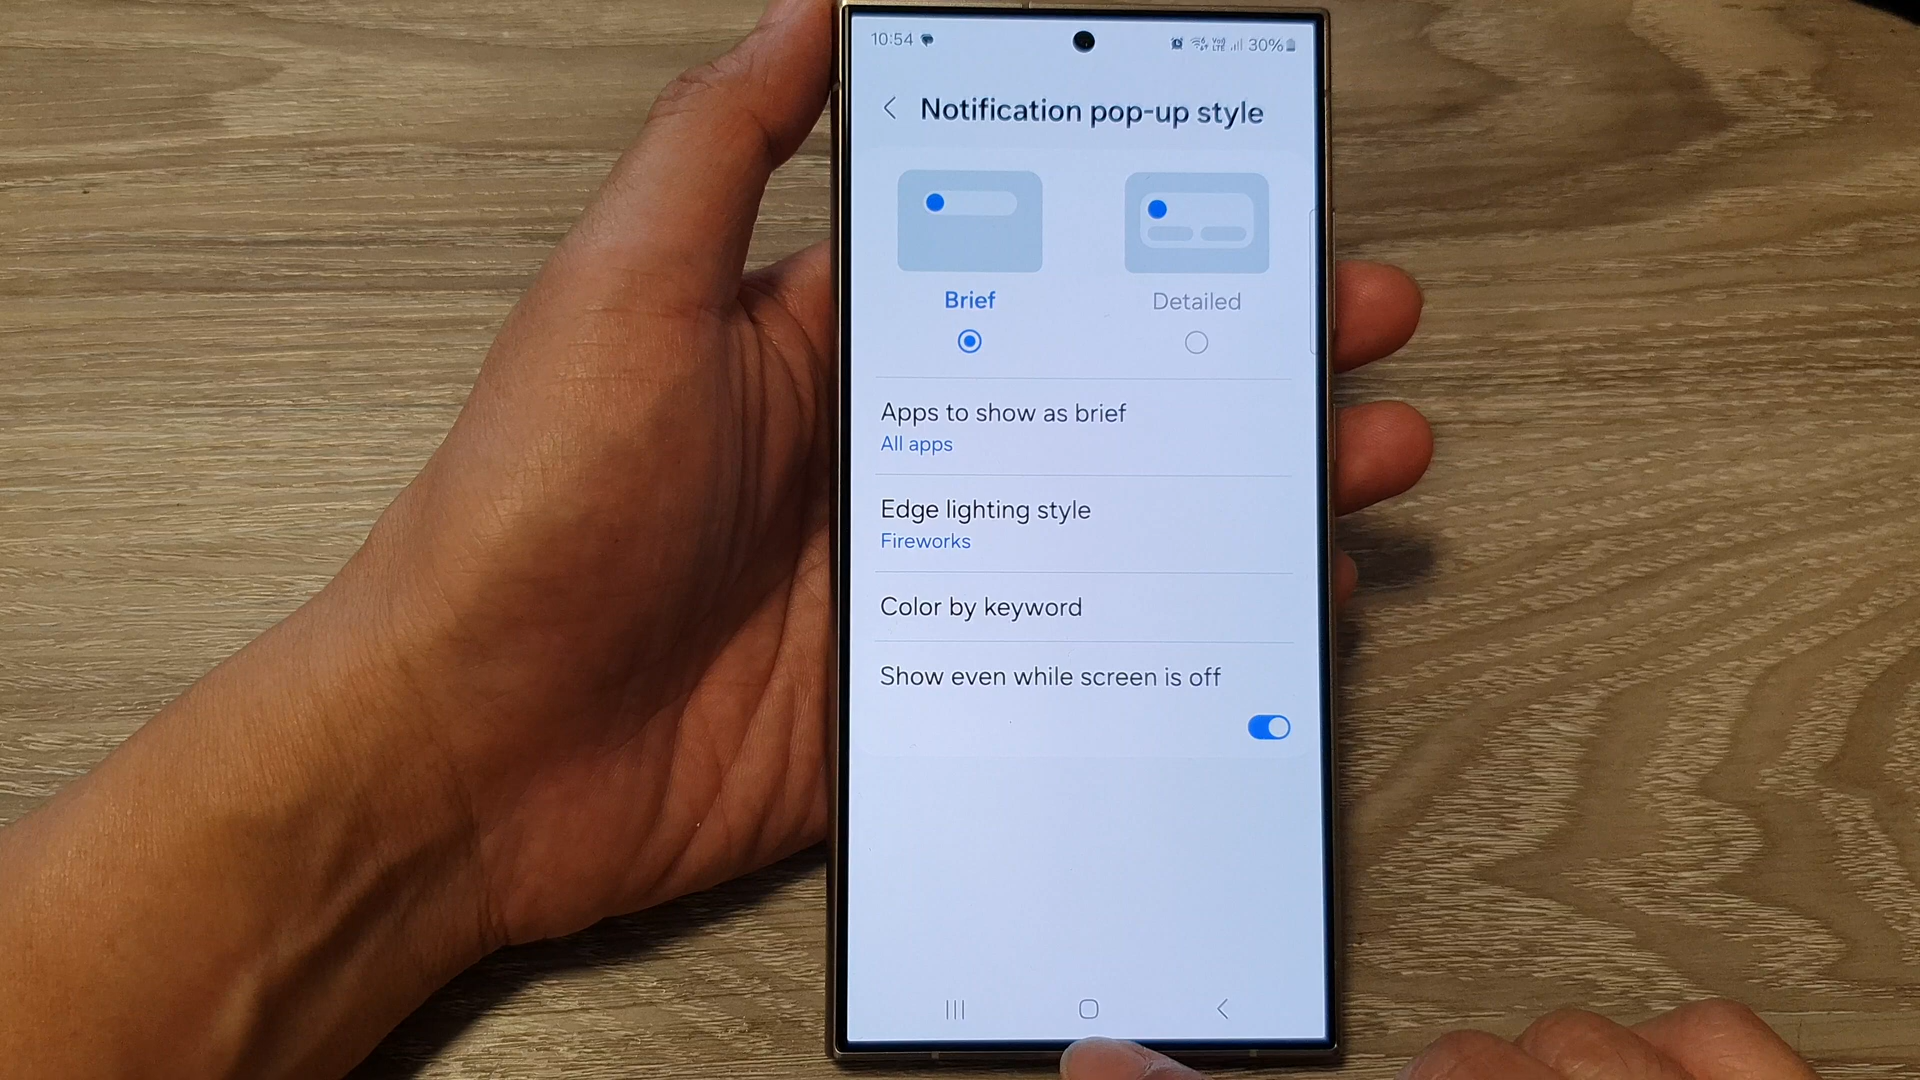 10:54
30%
Notification pop-up style
Brief
Detailed
Apps to show as brief
All apps
Edge lighting style
Fireworks
Color by keyword
Show even while screen is off